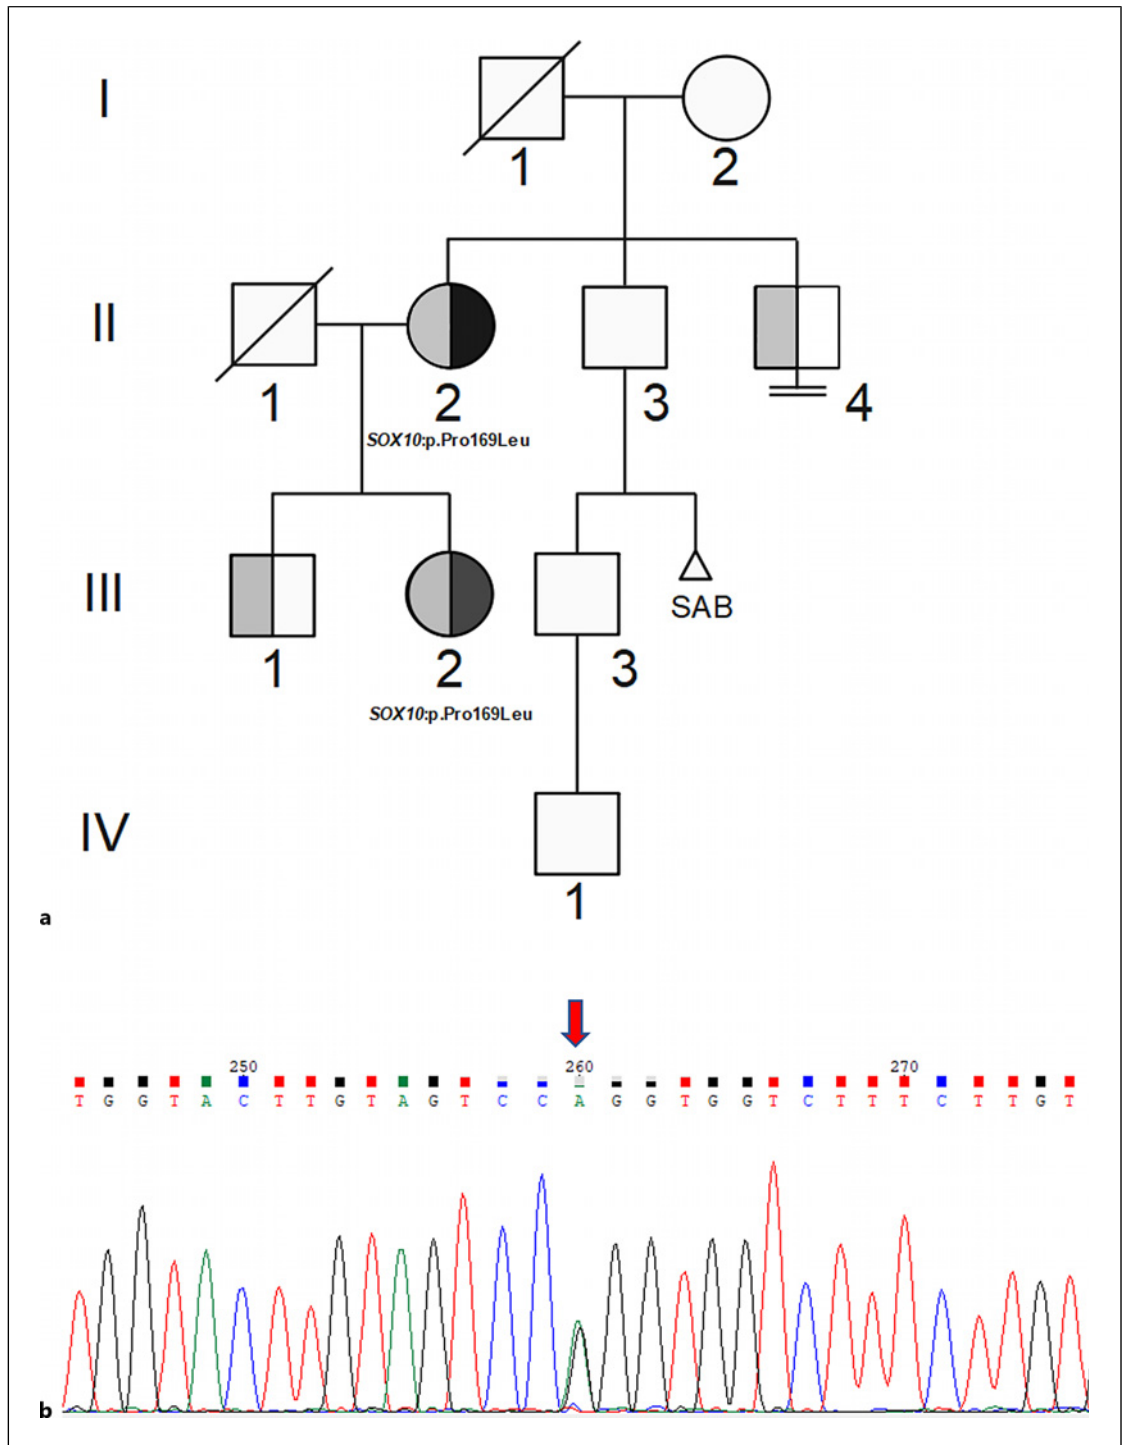 I
1 2
II
1 2 3 4
SOX10:p.Pro169Leu
III
SAB
1 2 3
SOX10:p.Pro169Leu
IV
1
a
250 260 270
T G G T A C T T G T A G T C C A G G T G G T C T T T C T T G T
b